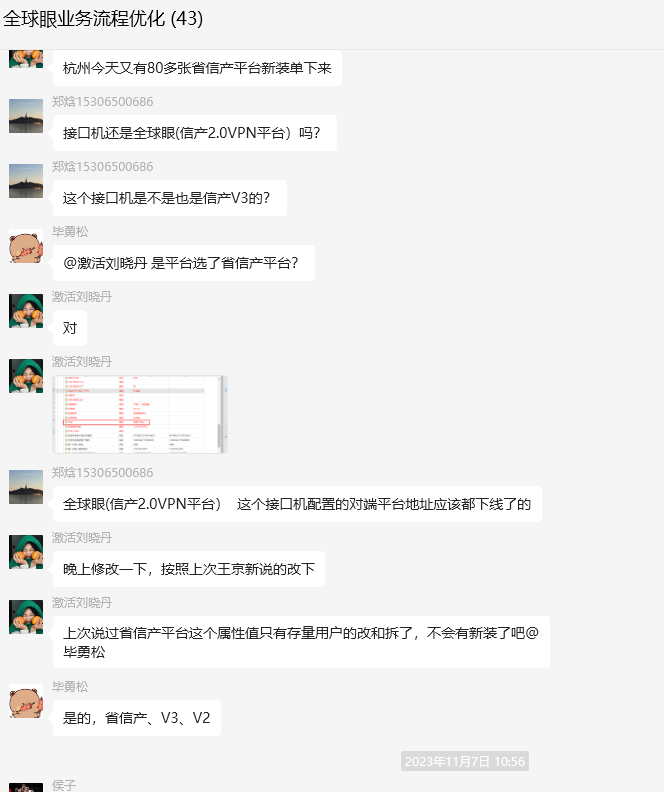 全球眼业务流程优化 (43)
杭州今天又有80多张省信产平台新装单下来
郑焓15306500686
接口机还是全球眼(信产2.0VPN平台）吗?
郑焓15306500686
这个接口机是不是也是信产V3的?
毕勇松
@激活刘晓丹 是平台选了省信产平台?
激活刘晓丹
对
激活刘晓丹
郑焓15306500686
全球眼(信产2.0VPN平台） 这个接口机配置的对端平台地址应该都下线了的
激活刘晓丹
晚上修改一下，按照上次王京新说的改下
激活刘晓丹
上次说过省信产平台这个属性值只有存量用户的改和拆了，不会有新装了吧@
毕勇松
毕勇松
是的，省信产、V3、V2
2023年11月7日 10:56
侯子